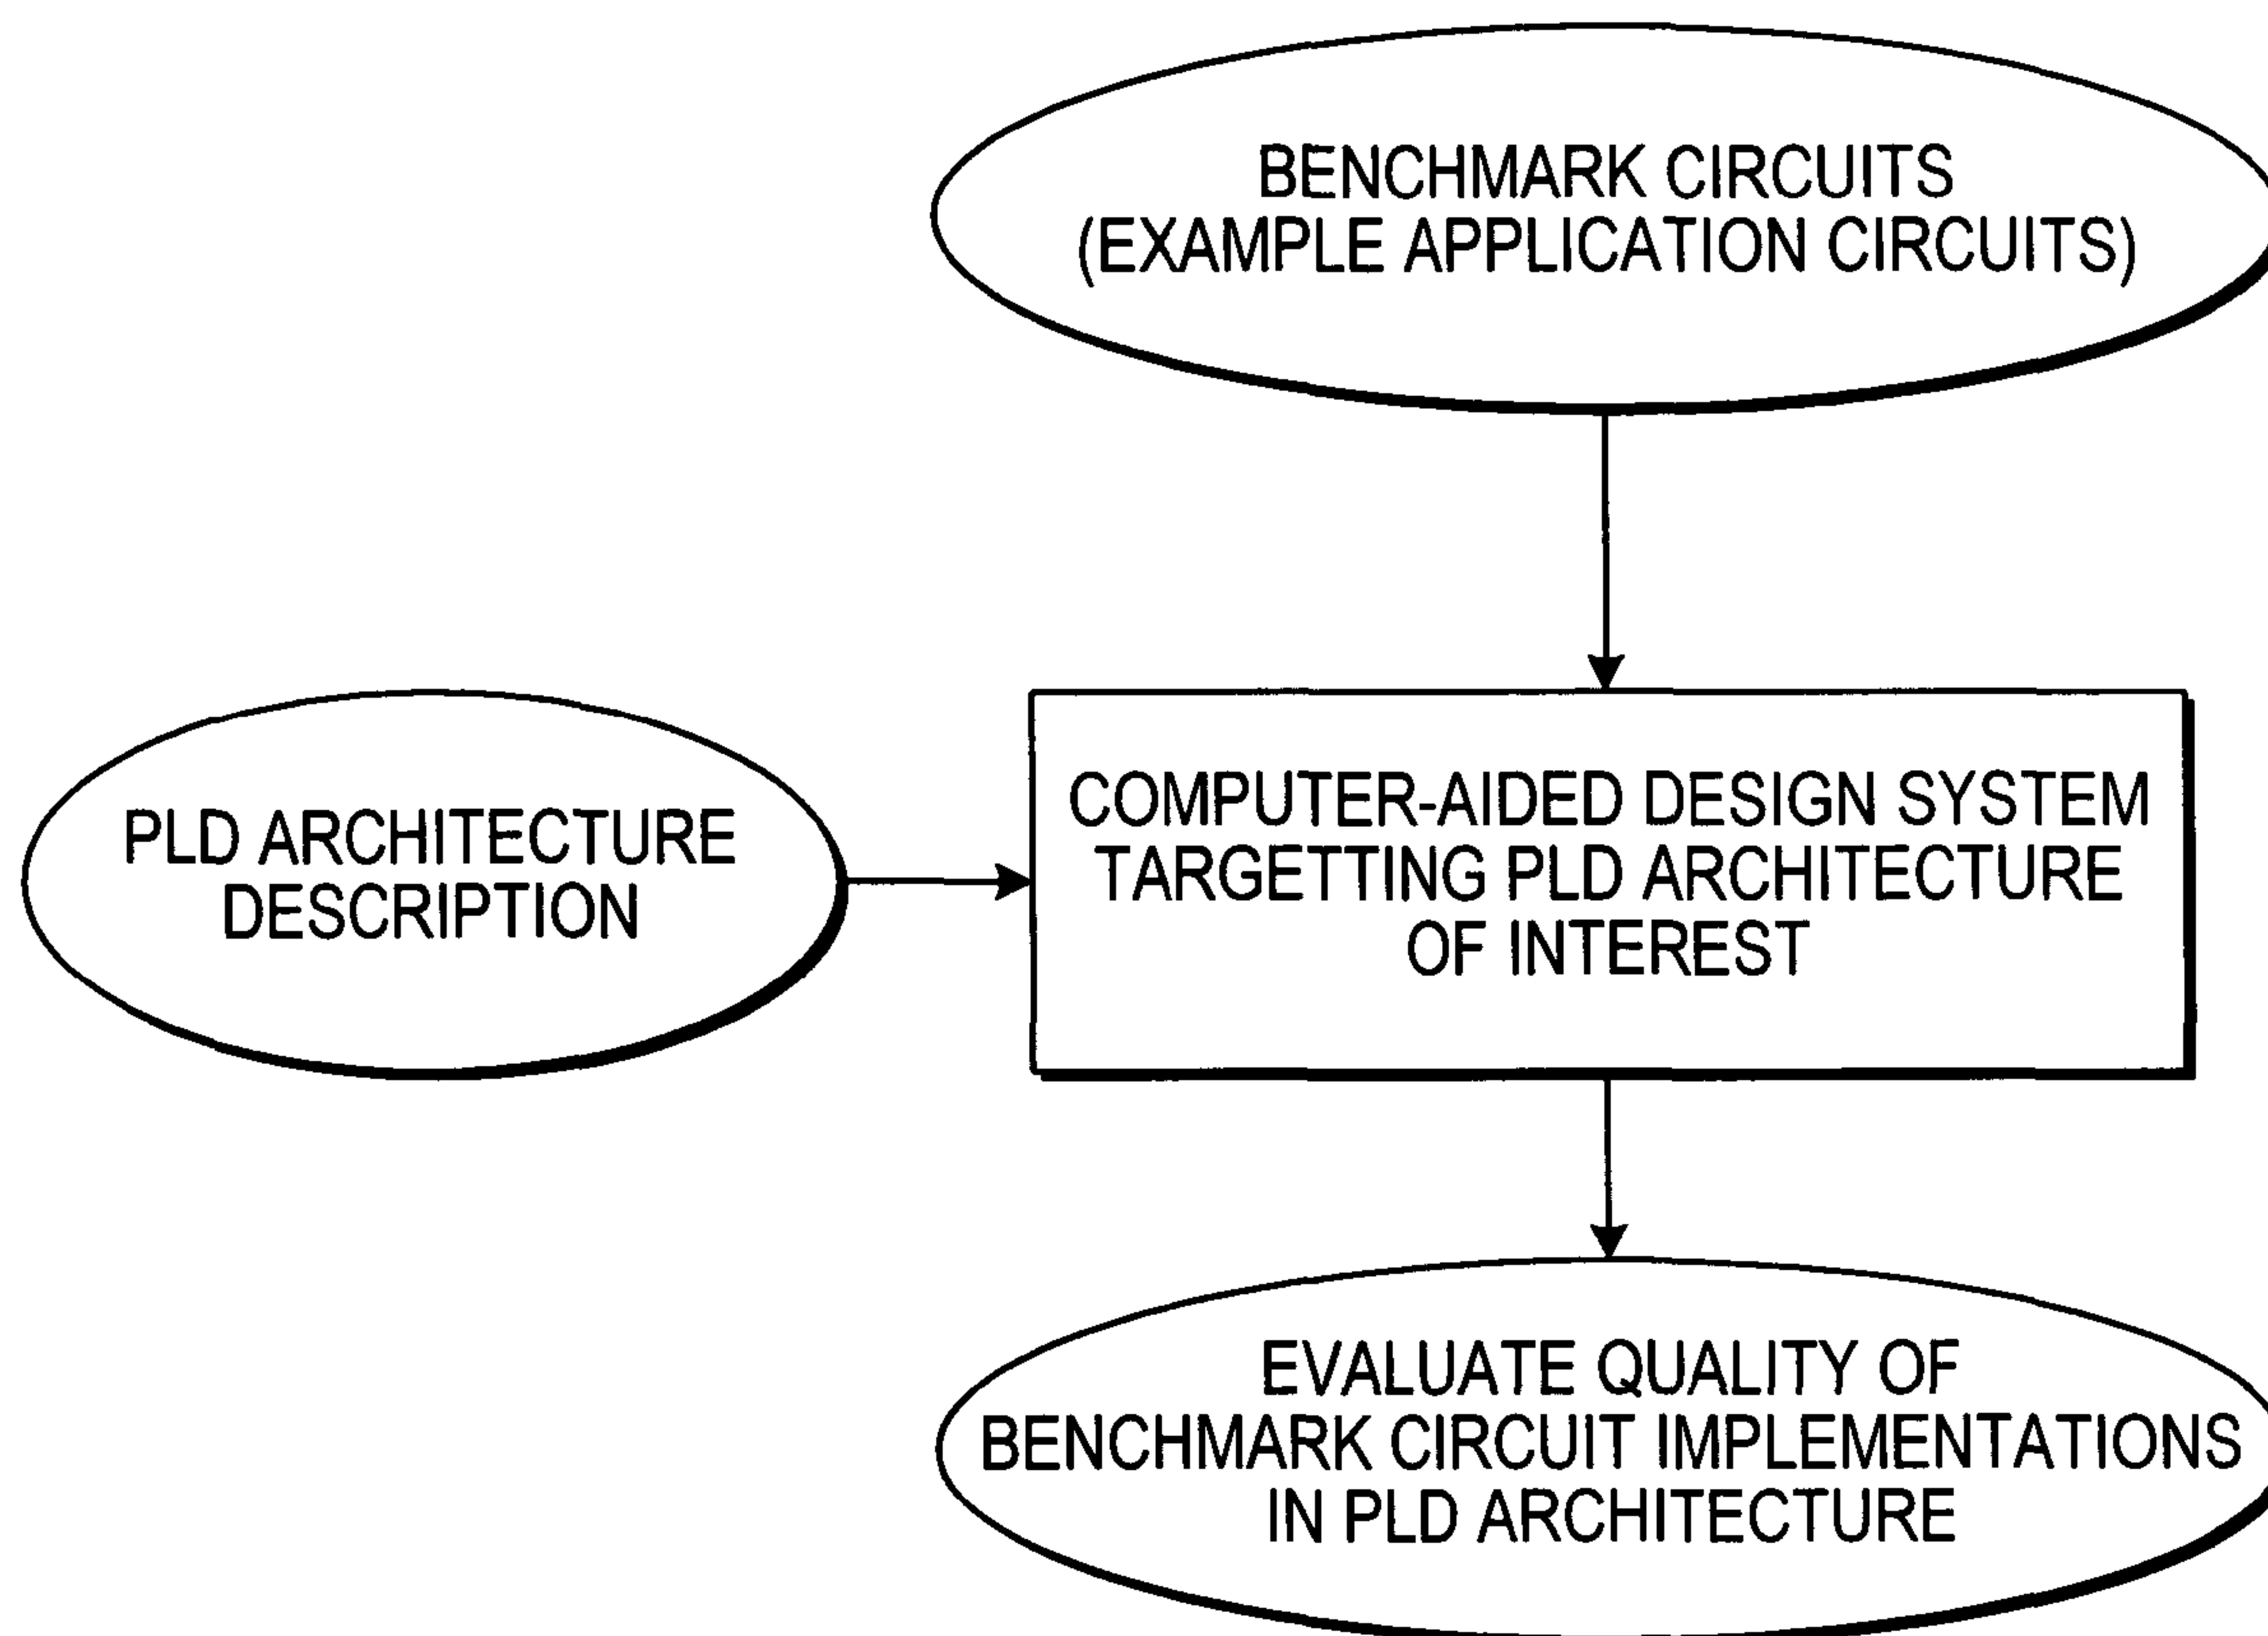 BENCHMARK CIRCUITS
(EXAMPLE APPLICATION CIRCUITS)
PLD ARCHITECTURE
DESCRIPTION
COMPUTER-AIDED DESIGN SYSTEM
TARGETTING PLD ARCHITECTURE
OF INTEREST
EVALUATE QUALITY OF
BENCHMARK CIRCUIT IMPLEMENTATIONS
IN PLD ARCHITECTURE